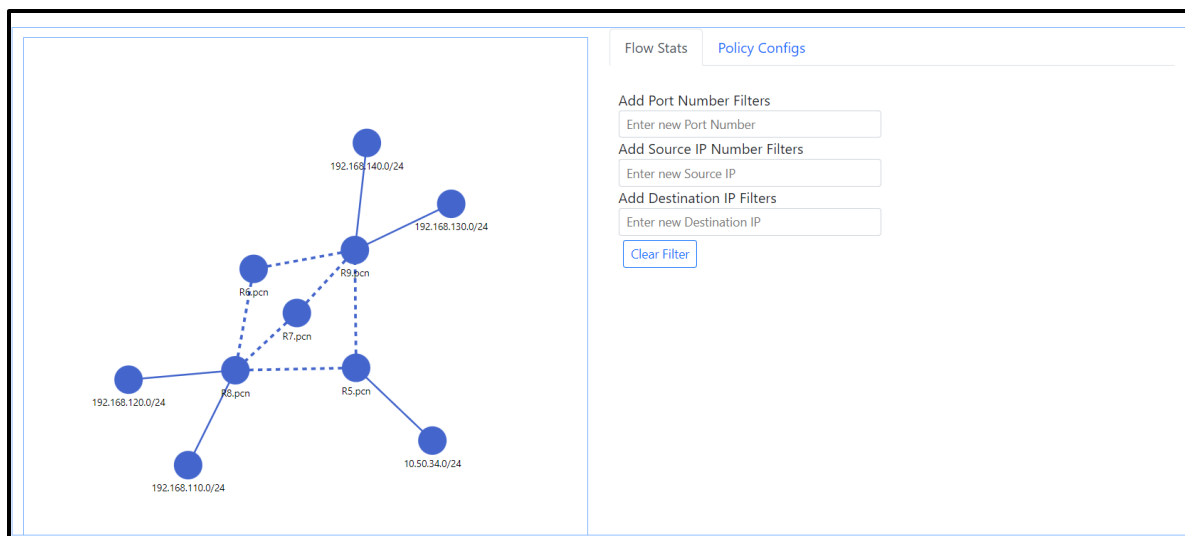 Flow Stats
Policy Configs
Add Port Number Filters
Enter new Port Number
Add Source IP Number Filters
Enter new Source IP
Add Destination IP Filters
Enter new Destination IP
Clear Filter
192.168.140.0/24
192.168.130.0/24
R9.pcn
R6.pcn
R7.pcn
R8.pcn
R5.pcn
192.168.120.0/24
10.50.34.0/24
192.168.110.0/24